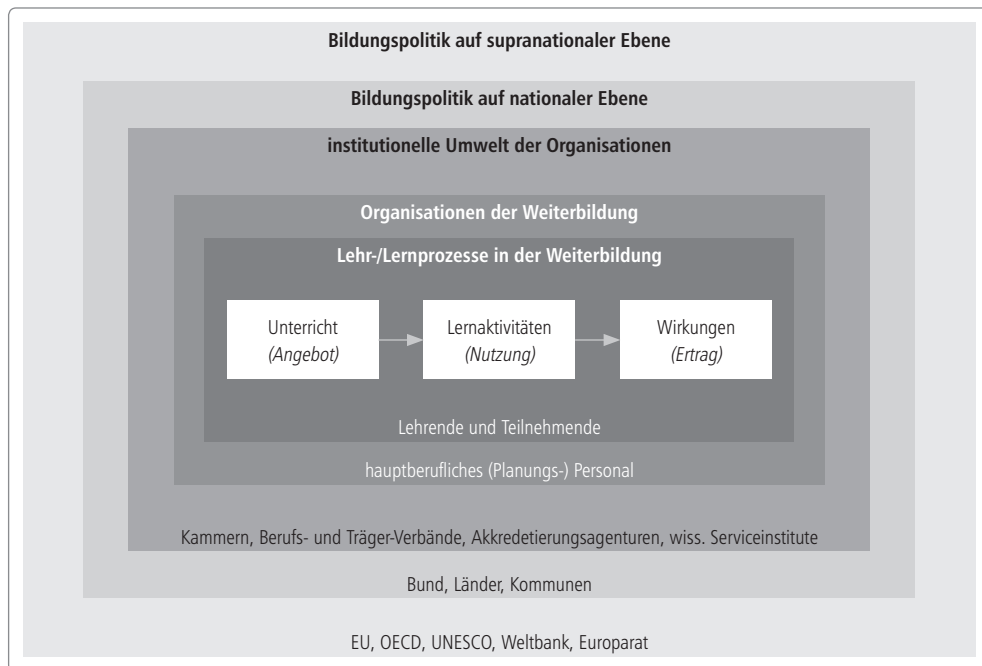 Bildungspolitik auf supranationaler Ebene
Bildungspolitik auf nationaler Ebene
institutionelle Umwelt der Organisationen
Organisationen der Weiterbildung
Lehr-/Lernprozesse in der Weiterbildung
Unterricht
(Angebot)
Lernaktivitäten
(Nutzung)
Wirkungen
(Ertrag)
Lehrende und Teilnehmende
hauptberufliches (Planungs-) Personal
Kammern, Berufs- und Träger-Verbände, Akkredetierungsagenturen, wiss. Serviceinstitute
Bund, Länder, Kommunen
EU, OECD, UNESCO, Weltbank, Europarat